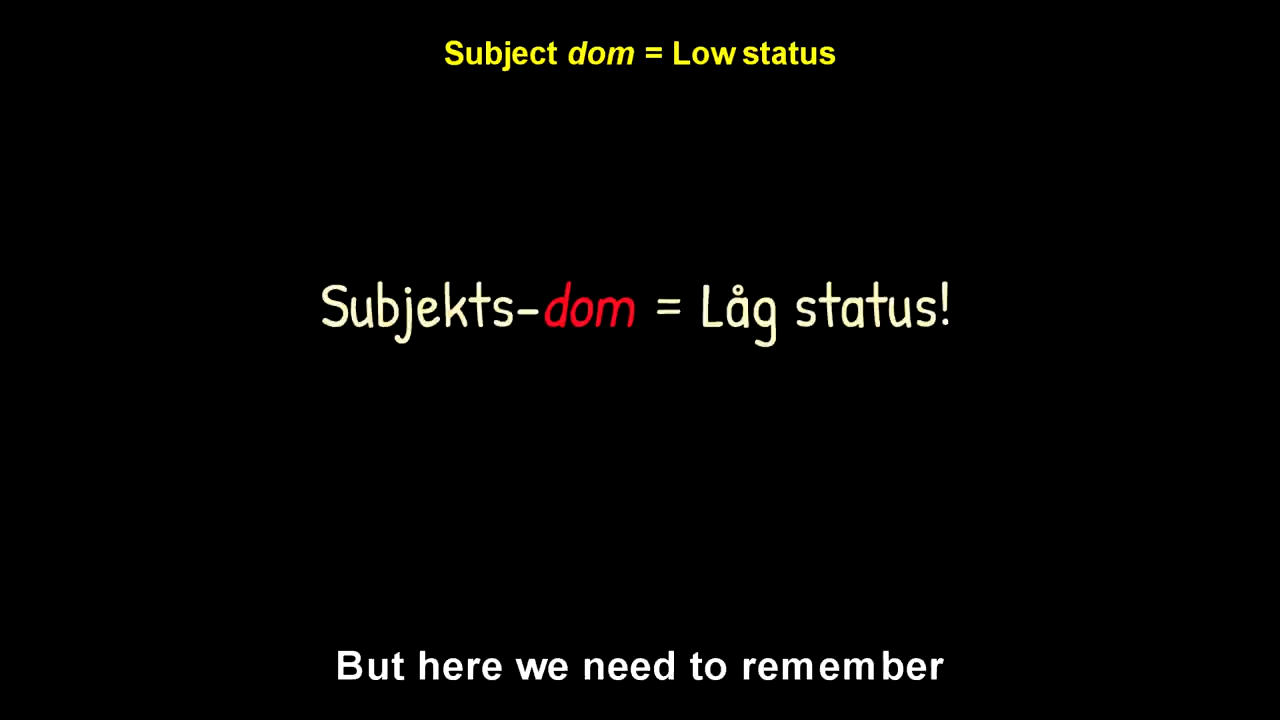 Subject dom = Low status
Subjekts-dom = Låg status!
But here we need to remember